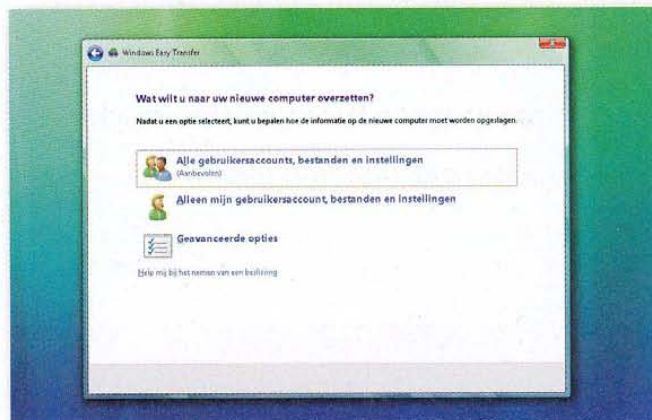 Windows Easy Transfer
Wat wilt u naar uw nieuwe computer overzetten?
Nadat u een optie selecteert, kunt u bepalen hoe de informatie op de nieuwe computer moet worden opgeslagen.
Alle gebruikersaccounts, bestanden en instellingen
(Aanbevolen)
Alleen mijn gebruikersaccount, bestanden en instellingen
Geavanceerde opties
Help mij bij het nemen van een beslissing